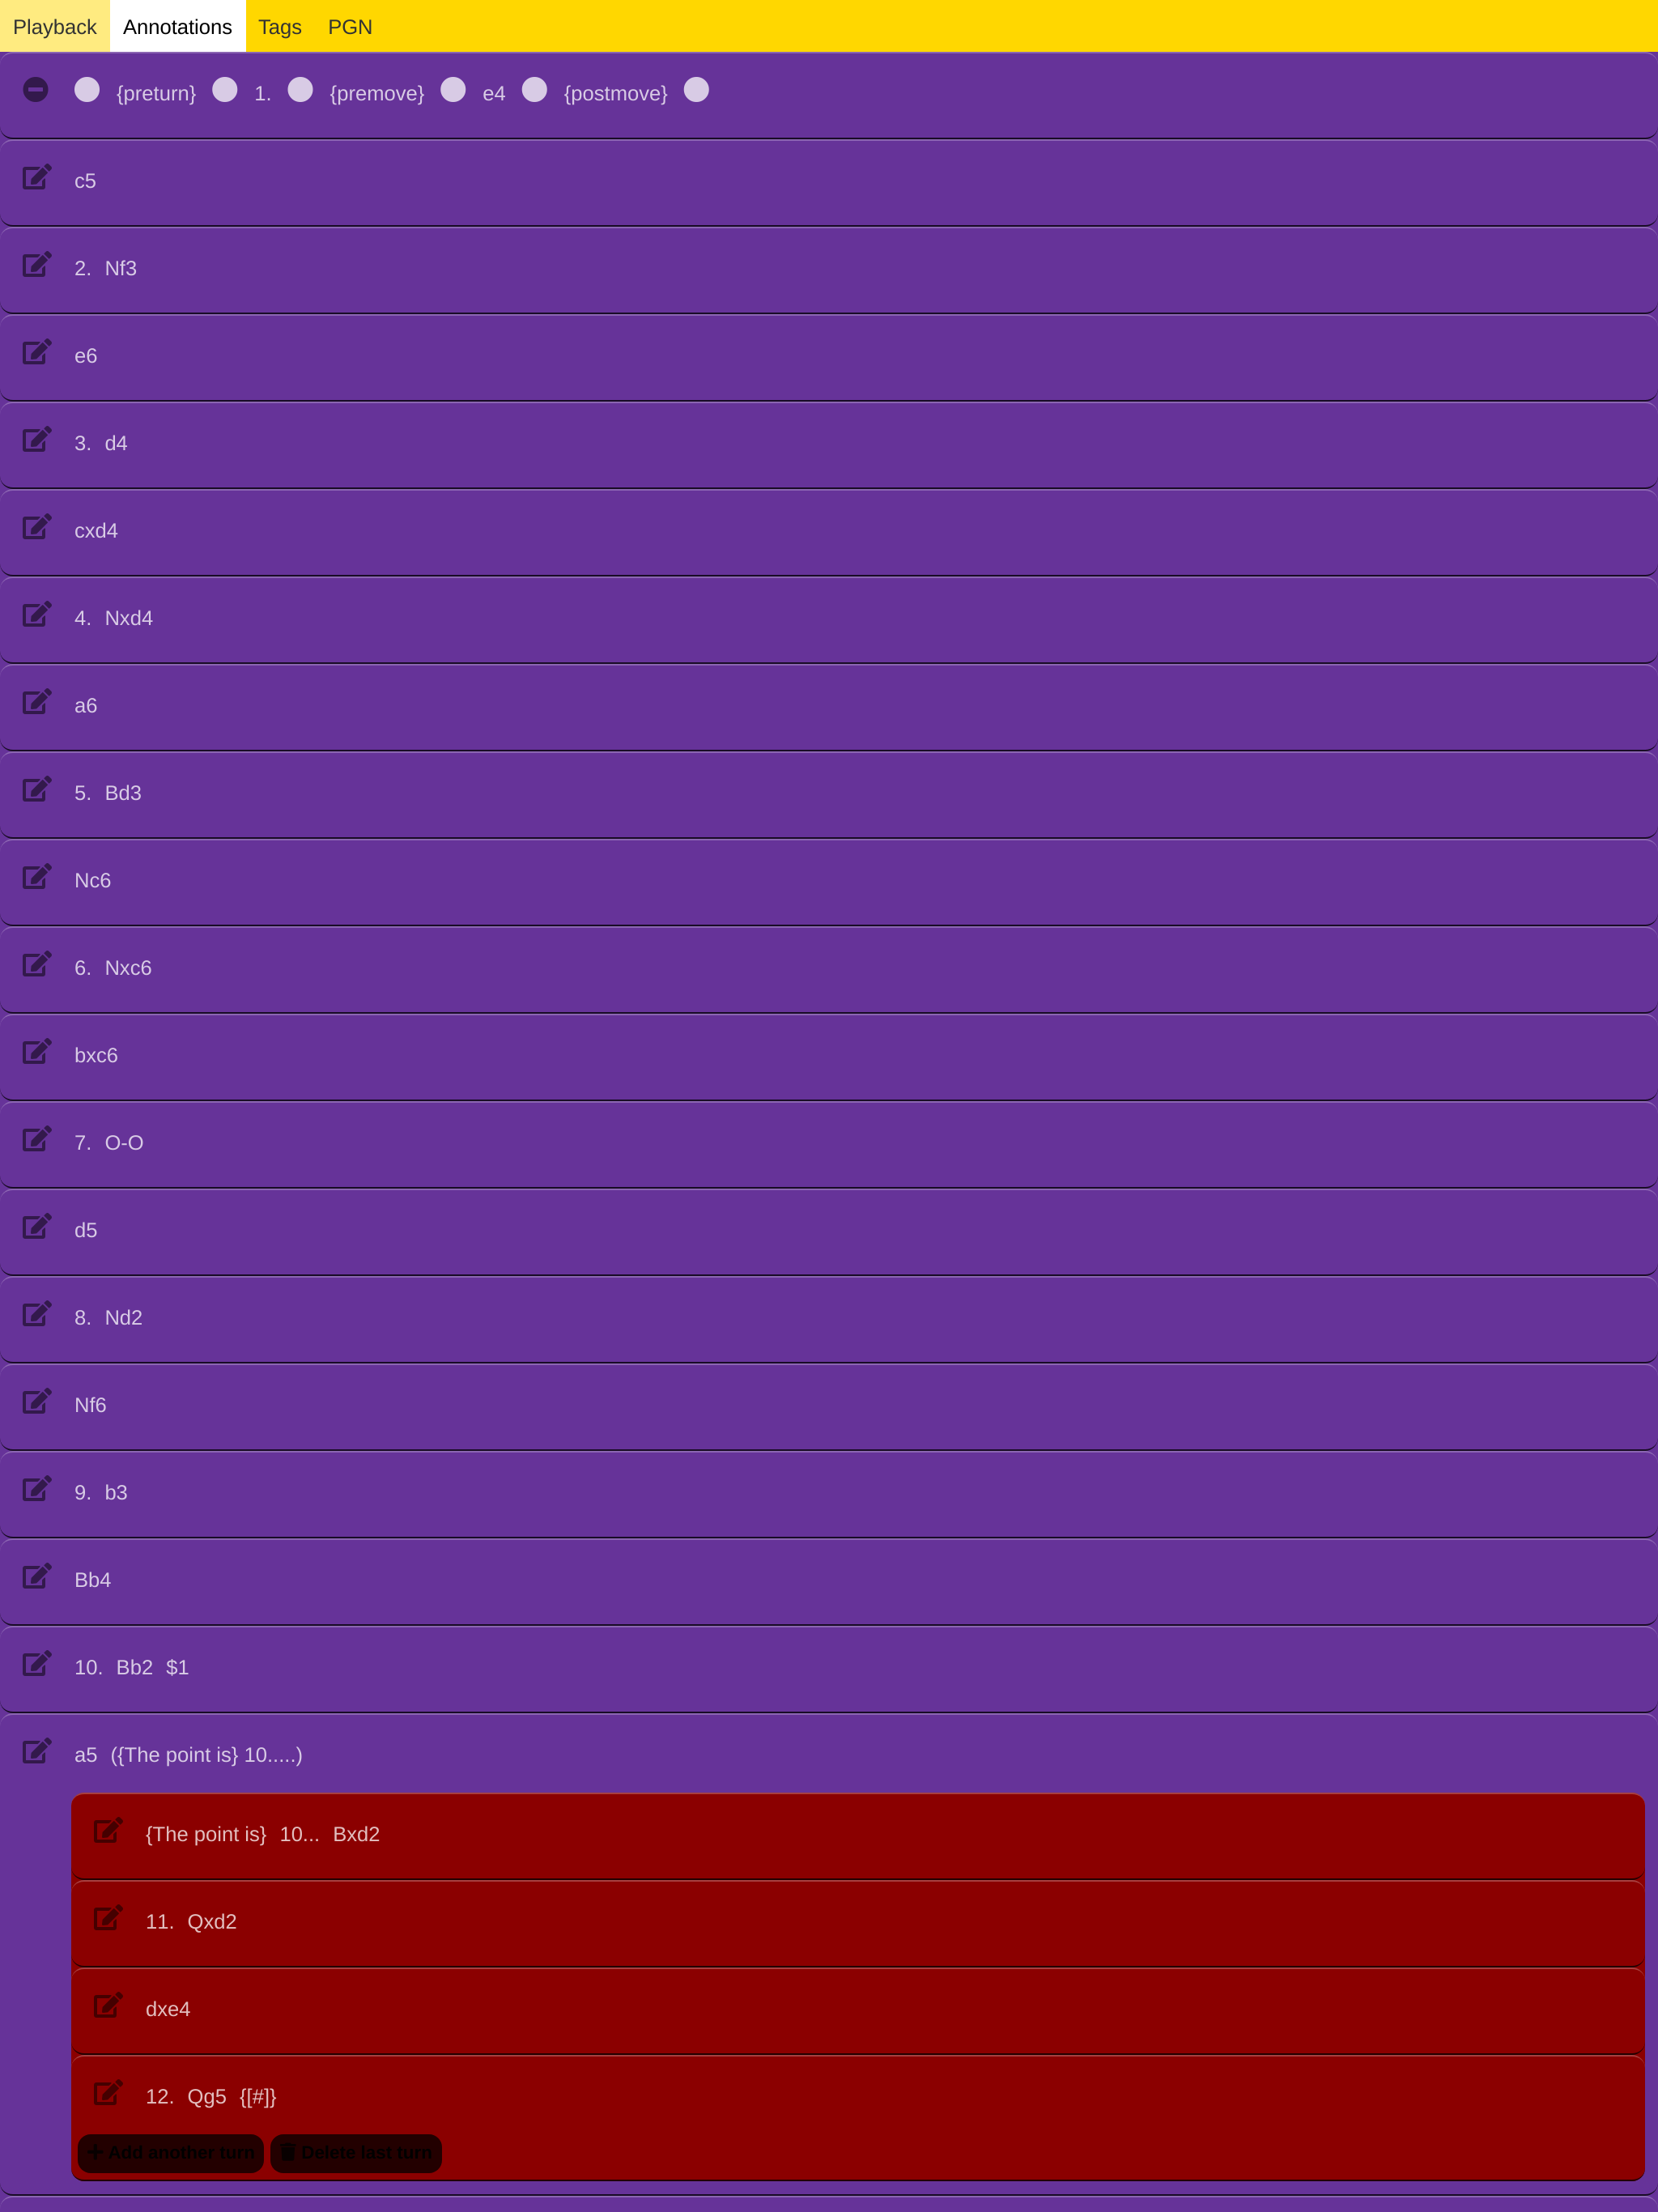 Playback Annotations Tags PGN
{preturn} 1. {premove} e4 {postmove}
c5
2. Nf3
e6
3. d4
cxd4
4. Nxd4
a6
5. Bd3
Nc6
6. Nxc6
bxc6
7. O-O
d5
8. Nd2
Nf6
9. b3
Bb4
10. Bb2 $1
a5 ({The point is} 10.....)
{The point is} 10... Bxd2
11. Qxd2
dxe4
12. Qg5 {[#]}
Add another turn Delete last turn